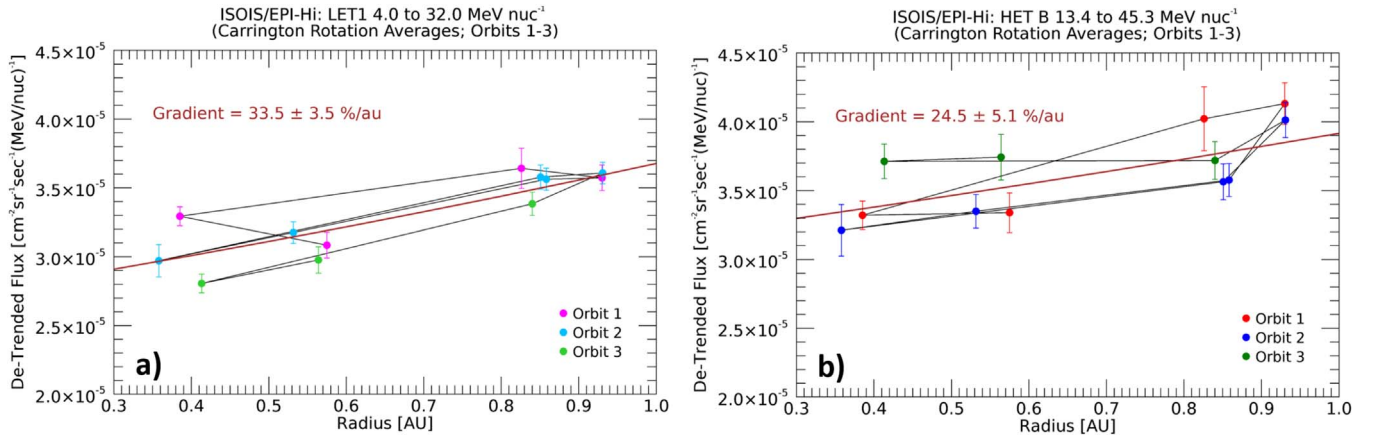 ISOIS/EPI-Hi: LET1 4.0 to 32.0 MeV nuc⁻¹
(Carrington Rotation Averages; Orbits 1-3)
De-Trended Flux [cm⁻²sr⁻¹sec⁻¹(MeV/nuc)⁻¹]
4.5×10⁻⁵
4.0×10⁻⁵
3.5×10⁻⁵
3.0×10⁻⁵
2.5×10⁻⁵
2.0×10⁻⁵
Gradient = 33.5 ± 3.5 %/au
Orbit 1
Orbit 2
Orbit 3
a)
0.3 0.4 0.5 0.6 0.7 0.8 0.9 1.0
Radius [AU]
ISOIS/EPI-Hi: HET B 13.4 to 45.3 MeV nuc⁻¹
(Carrington Rotation Averages; Orbits 1-3)
De-Trended Flux [cm⁻²sr⁻¹sec⁻¹(MeV/nuc)⁻¹]
4.5×10⁻⁵
4.0×10⁻⁵
3.5×10⁻⁵
3.0×10⁻⁵
2.5×10⁻⁵
2.0×10⁻⁵
Gradient = 24.5 ± 5.1 %/au
Orbit 1
Orbit 2
Orbit 3
b)
0.3 0.4 0.5 0.6 0.7 0.8 0.9 1.0
Radius [AU]